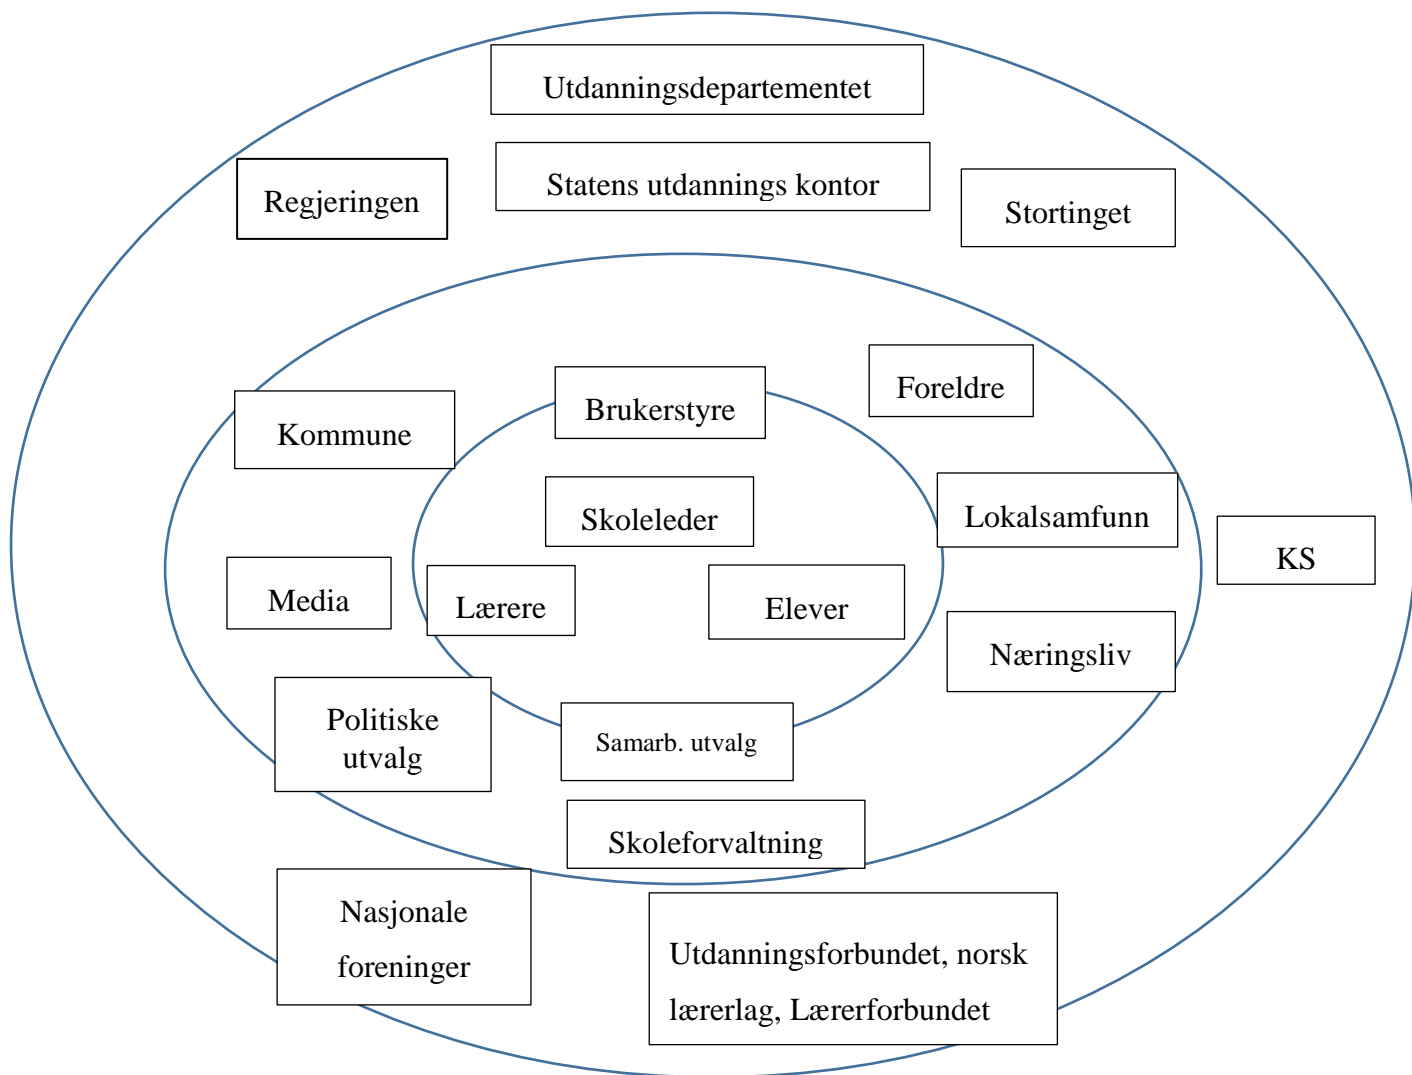 Utdanningsdepartementet
Statens utdannings kontor
Regjeringen
Stortinget
Foreldre
Brukerstyre
Kommune
Skoleleder
Lokalsamfunn
KS
Media
Lærere
Elever
Næringsliv
Politiske
utvalg
Samarb. utvalg
Skoleforvaltning
Nasjonale
foreninger
Utdanningsforbundet, norsk
lærerlag, Lærerforbundet